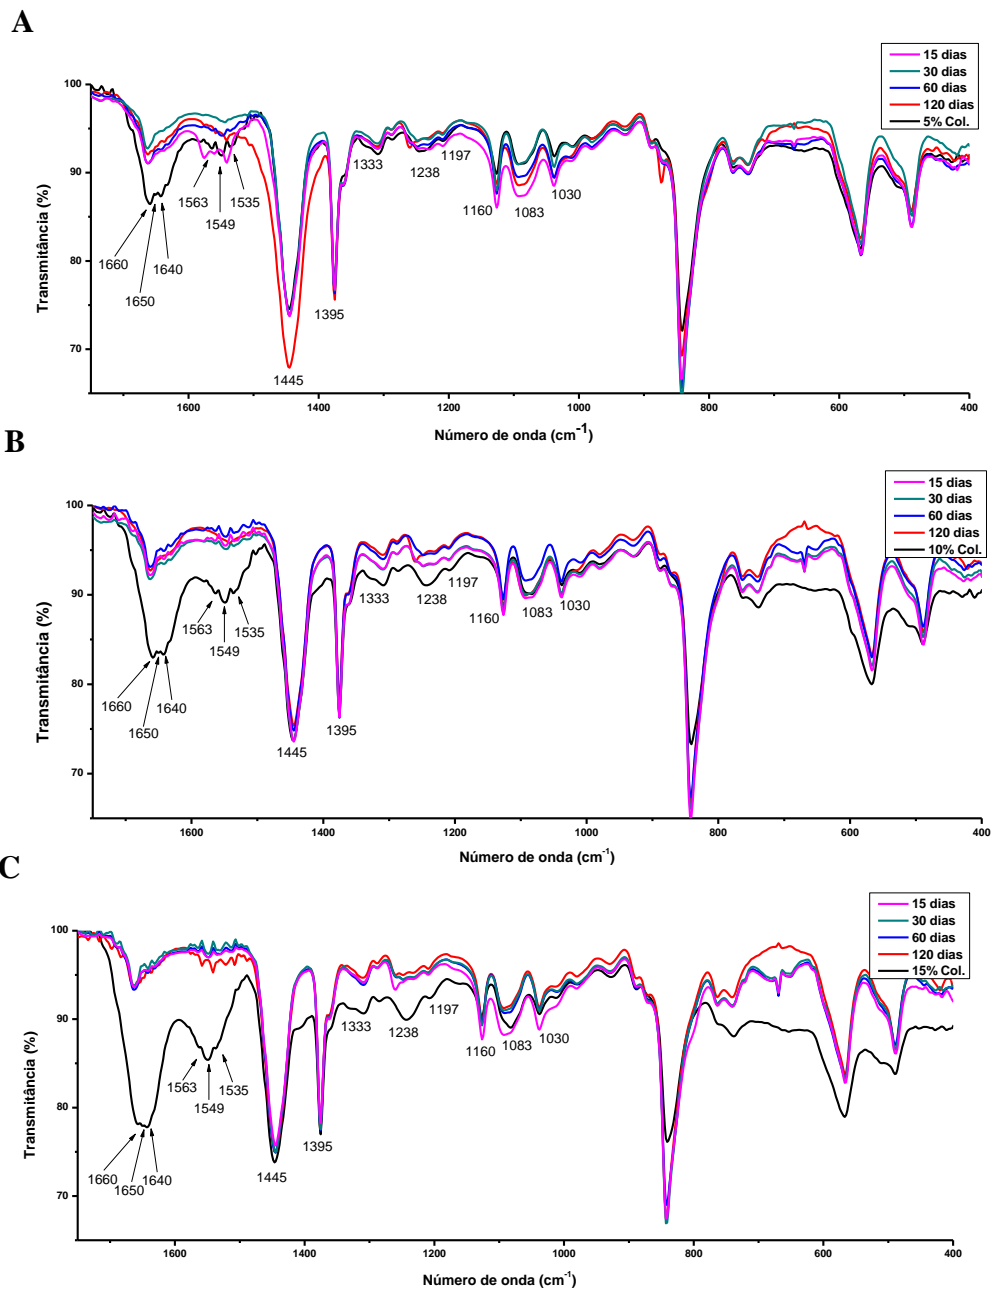 A
15 dias
30 dias
60 dias
120 dias
5% Col.
Transmitância (%)
100
90
80
70
1660
1650
1640
1563
1549
1535
1445
1395
1333
1238
1197
1160
1083
1030
1600 1400 1200 1000 800 600 400
Número de onda (cm-1)
B
15 dias
30 dias
60 dias
120 dias
10% Col.
Transmitância (%)
100
90
80
70
1660
1650
1640
1563
1549
1535
1445
1395
1333
1238
1197
1160
1083
1030
1600 1400 1200 1000 800 600 400
Número de onda (cm-1)
C
15 dias
30 dias
60 dias
120 dias
15% Col.
Transmitância (%)
100
90
80
70
1660
1650
1640
1563
1549
1535
1445
1395
1333
1238
1197
1160
1083
1030
1600 1400 1200 1000 800 600 400
Número de onda (cm-1)